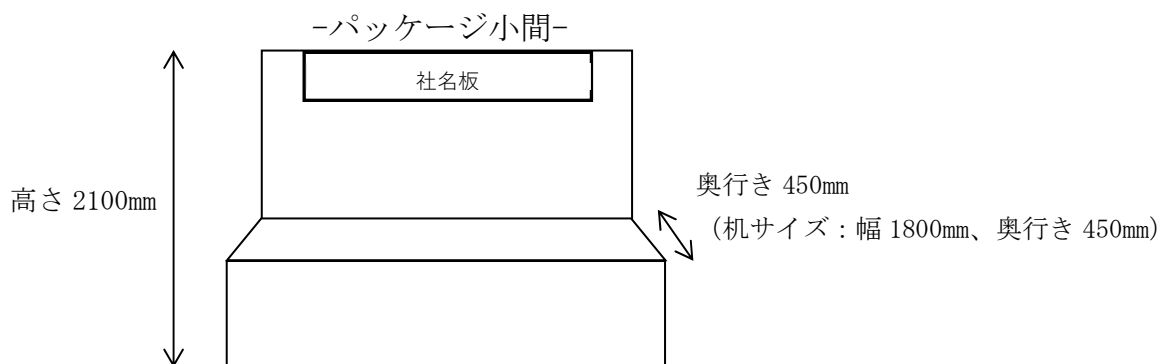 -パッケージ小間-
社名板
高さ 2100mm
奥行き 450mm
（机サイズ：幅 1800mm、奥行き 450mm）